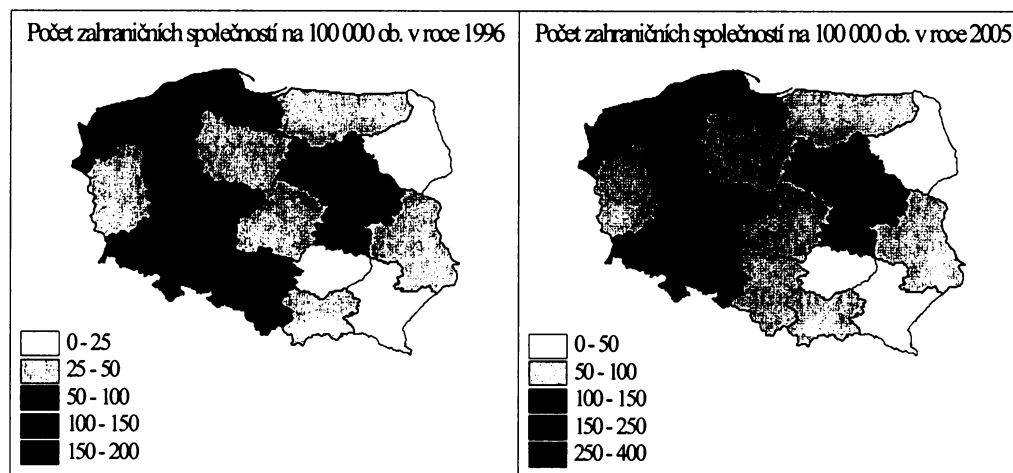 Počet zahraničních společností na 100 000 ob. v roce 1996
0 - 25
25 - 50
50 - 100
100 - 150
150 - 200
Počet zahraničních společností na 100 000 ob. v roce 2005
0 - 50
50 - 100
100 - 150
150 - 250
250 - 400